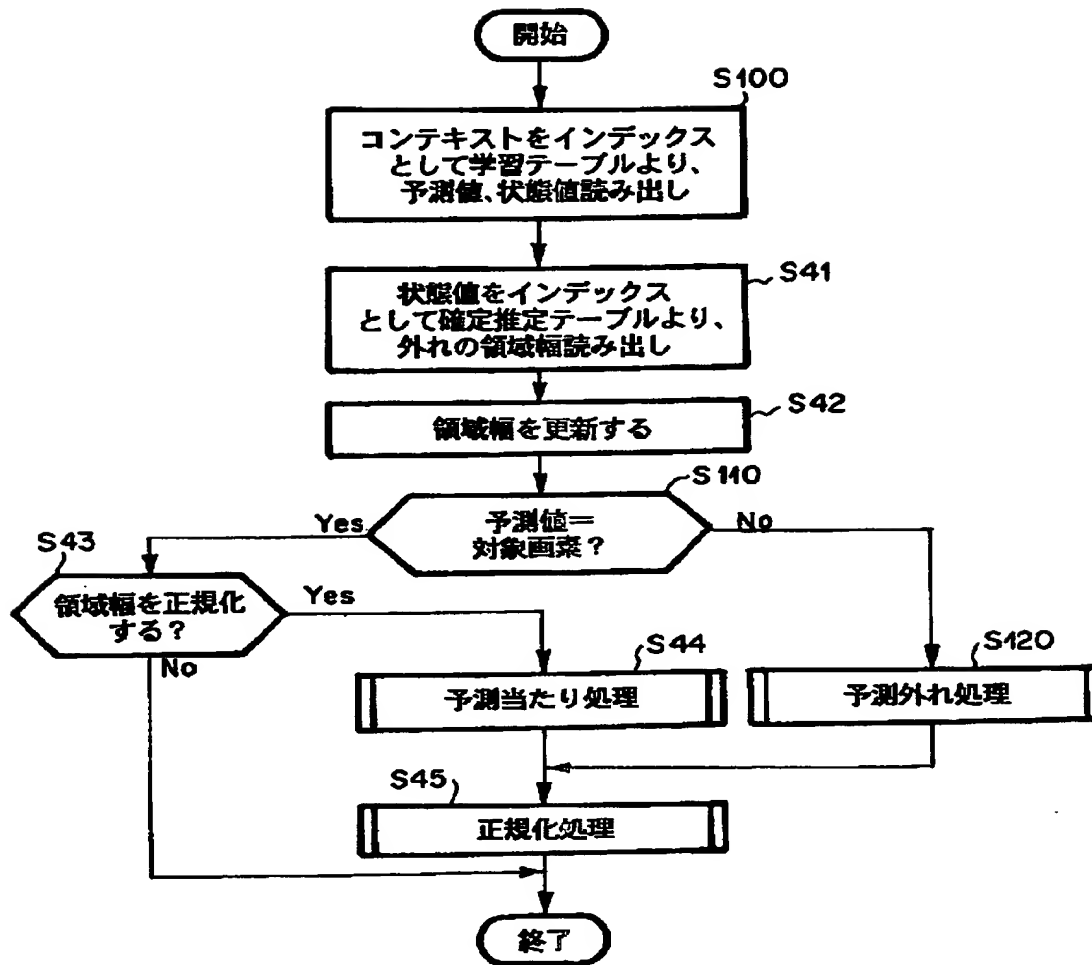 開始
S100
コンテキストをインデックス
として学習テーブルより、
予測値、状態値読み出し
S41
状態値をインデックス
として確定推定テーブルより、
外れの領域幅読み出し
S42
領域幅を更新する
S110
予測値=
対象画素?
Yes
No
S43
領域幅を正規化
する?
Yes
No
S44
予測当たり処理
S120
予測外れ処理
S45
正規化処理
終了